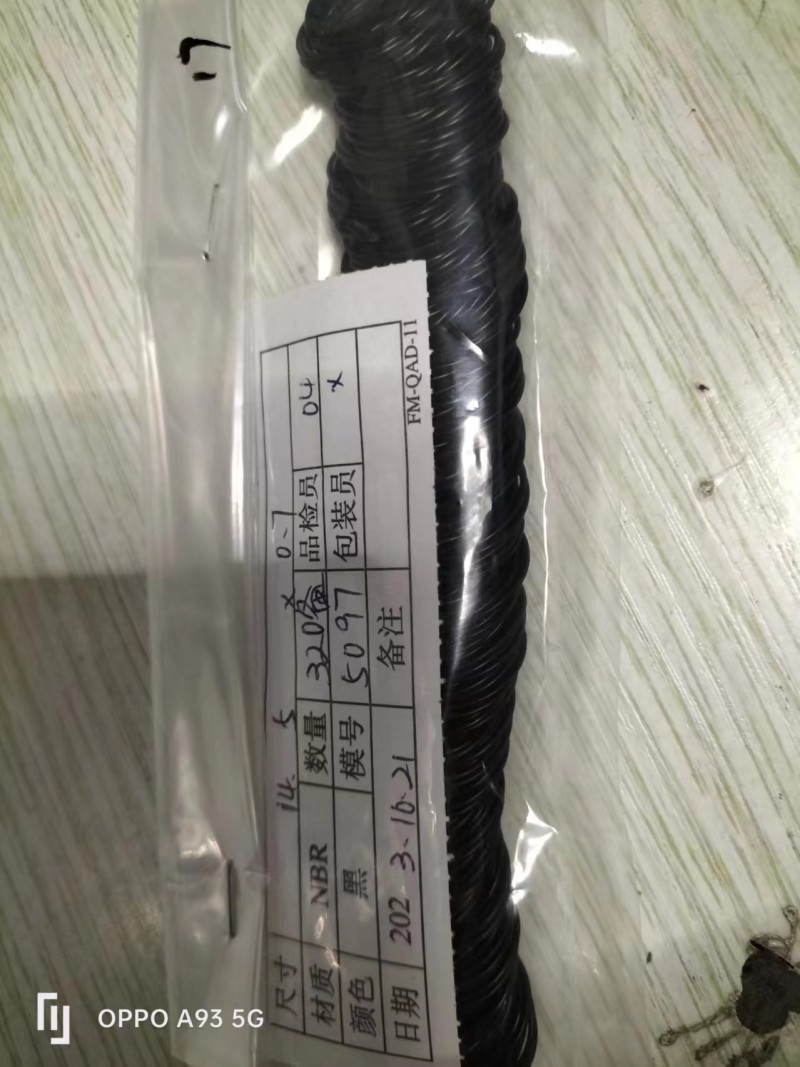 尺寸 14.5 × 0.7
材质 NBR 数量 320 品检员 04
颜色 黑 模号 5097 包装员 x
日期 202 3.10.21 备注
FM-QAD-11
OPPO A93 5G